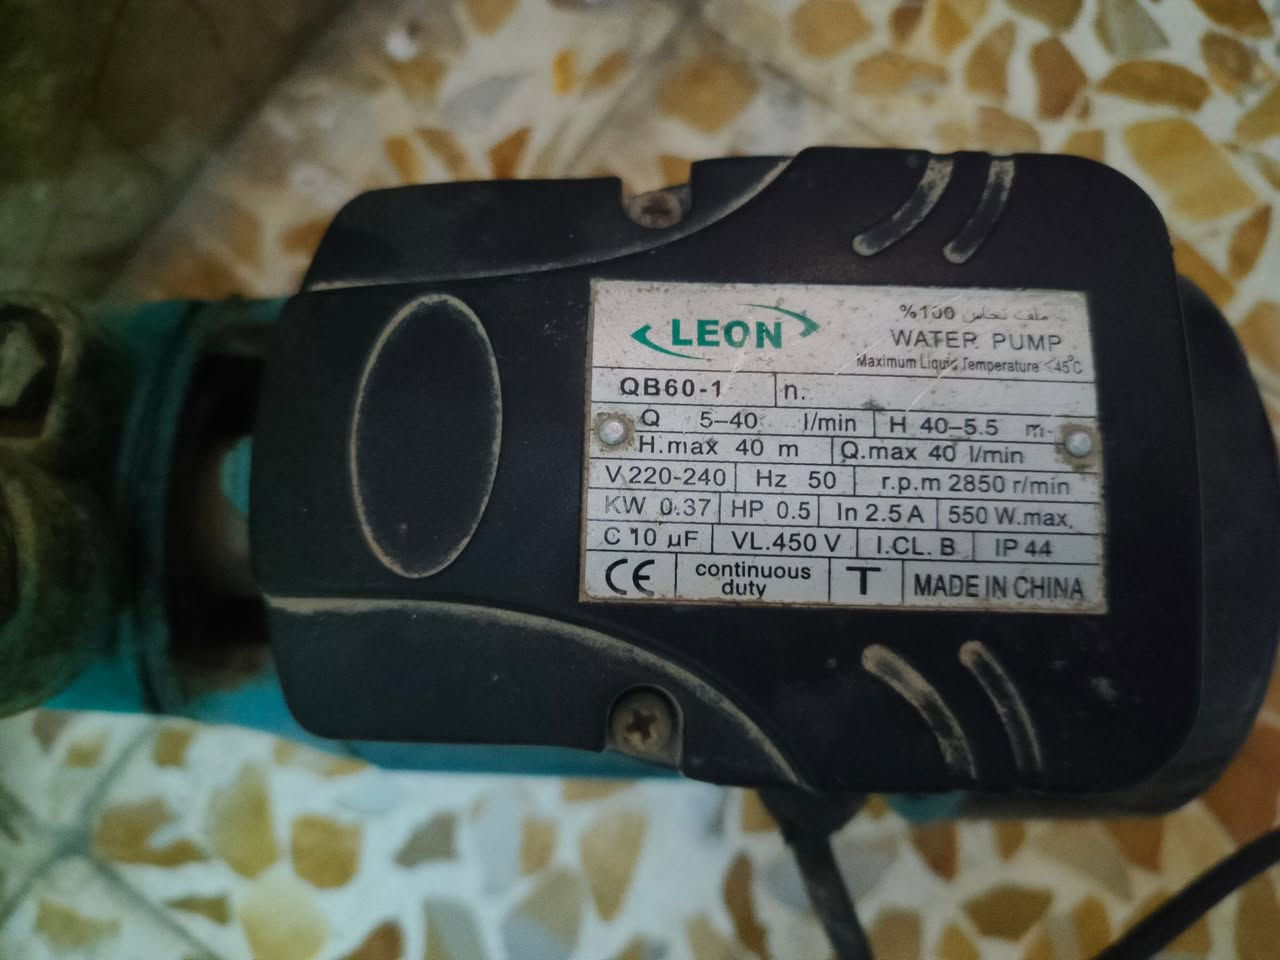 LEON
%100 ملف نحاس
WATER PUMP
Maximum Liquid Temperature <45°C
QB60-1 n.
Q 5-40 l/min H 40-5.5 m
H.max 40 m Q.max 40 l/min
V 220-240 Hz 50 r.p.m 2850 r/min
KW 0.37 HP 0.5 In 2.5 A 550 W.max.
C 10 µF VL.450 V I.CL. B IP 44
CE continuous duty T MADE IN CHINA